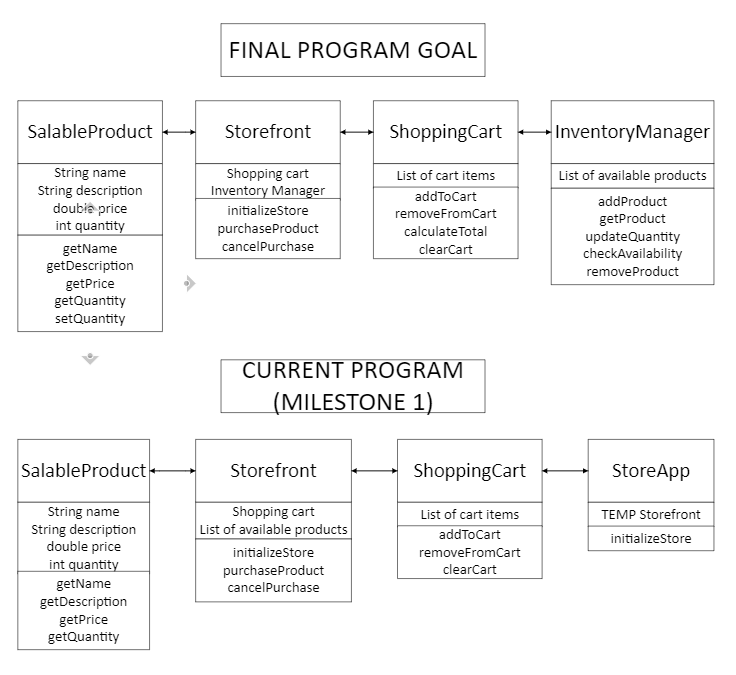 FINAL PROGRAM GOAL
SalableProduct
String name
String description
double price
int quantity
getName
getDescription
getPrice
getQuantity
setQuantity
Storefront
Shopping cart
Inventory Manager
initializeStore
purchaseProduct
cancelPurchase
ShoppingCart
List of cart items
addToCart
removeFromCart
calculateTotal
clearCart
InventoryManager
List of available products
addProduct
getProduct
updateQuantity
checkAvailability
removeProduct
CURRENT PROGRAM
(MILESTONE 1)
SalableProduct
String name
String description
double price
int quantity
getName
getDescription
getPrice
getQuantity
Storefront
Shopping cart
List of available products
initializeStore
purchaseProduct
cancelPurchase
ShoppingCart
List of cart items
addToCart
removeFromCart
clearCart
StoreApp
TEMP Storefront
initializeStore